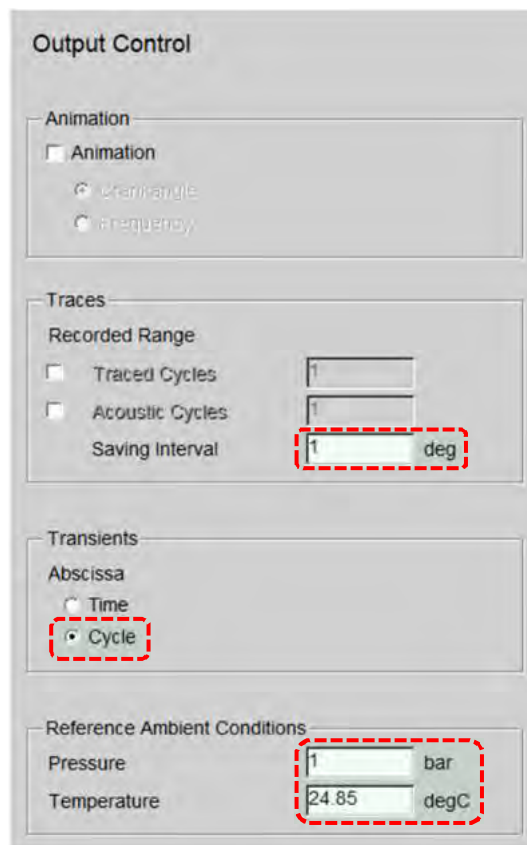 Output Control
Animation
Animation
Crankangle
Frequency
Traces
Recorded Range
Traced Cycles 1
Acoustic Cycles 1
Saving Interval 1 deg
Transients
Abscissa
Time
Cycle
Reference Ambient Conditions
Pressure 1 bar
Temperature 24.85 degC